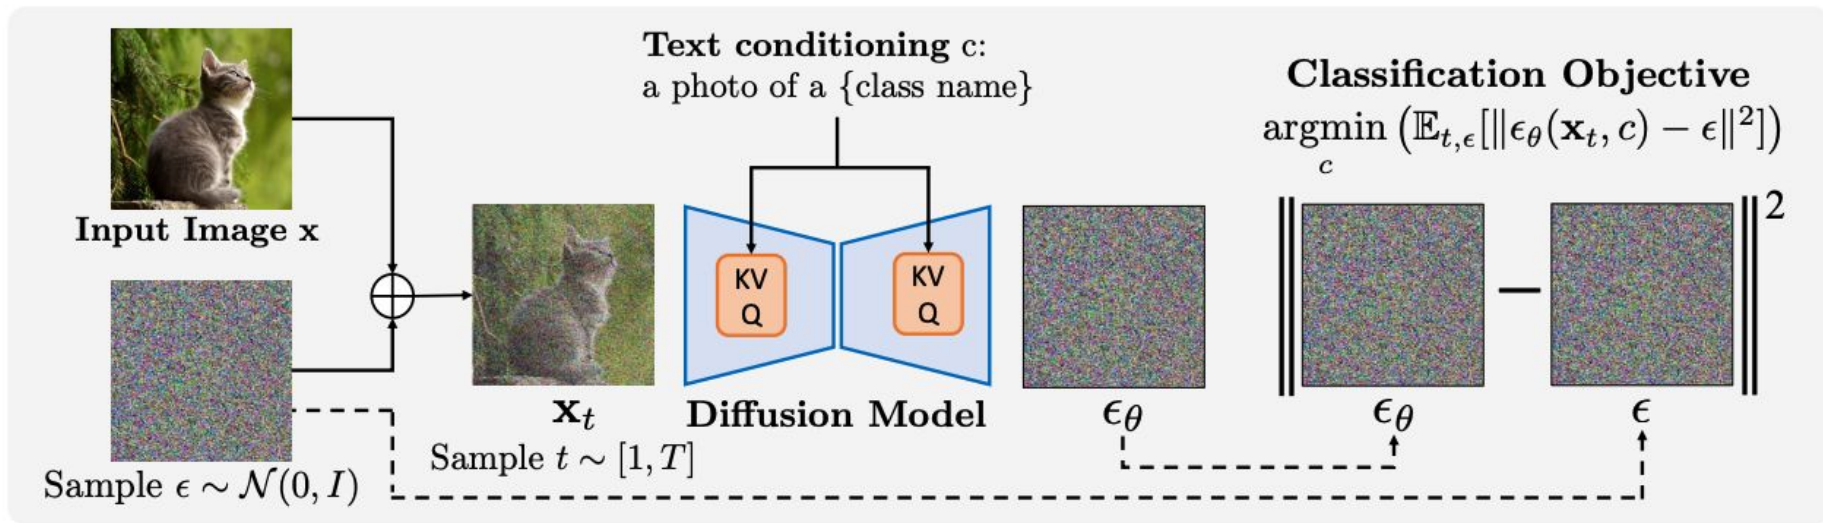 Input Image x
Sample ϵ ∼ 𝒩(0, I)
x_t
Sample t ∼ [1, T]
Text conditioning c:
a photo of a {class name}
KV
Q
KV
Q
Diffusion Model
ϵ_θ
Classification Objective
argmin_c (𝔼_{t,ϵ}[‖ϵ_θ(x_t, c) − ϵ‖²])
‖ − ‖²
ϵ_θ
ϵ